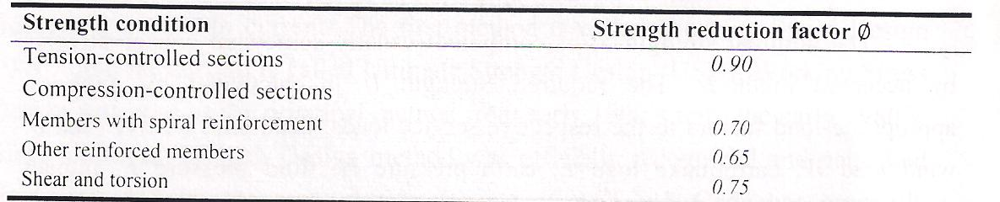 Strength condition Strength reduction factor Ø
Tension-controlled sections 0.90
Compression-controlled sections
Members with spiral reinforcement 0.70
Other reinforced members 0.65
Shear and torsion 0.75